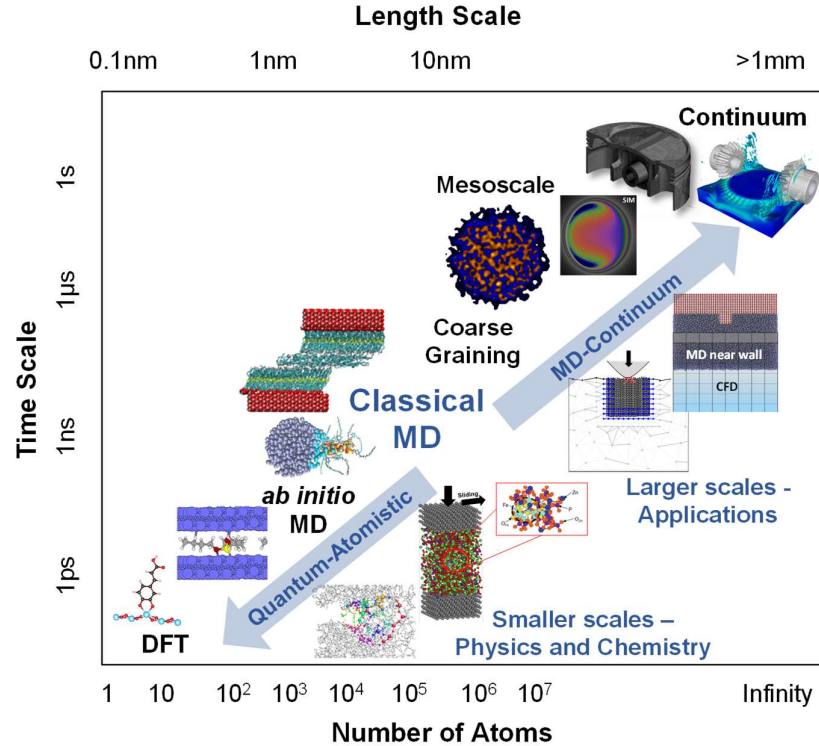 Length Scale
0.1nm 1nm 10nm >1mm
Time Scale
1s
1μs
1ns
1ps
Continuum
Mesoscale
SIM
Coarse
Graining
MD-Continuum
MD near wall
CFD
Classical
MD
ab initio
MD
Quantum-Atomistic
Sliding
Zn
Fe
P
Larger scales -
Applications
DFT
Smaller scales –
Physics and Chemistry
1 10 10² 10³ 10⁴ 10⁵ 10⁶ 10⁷ Infinity
Number of Atoms